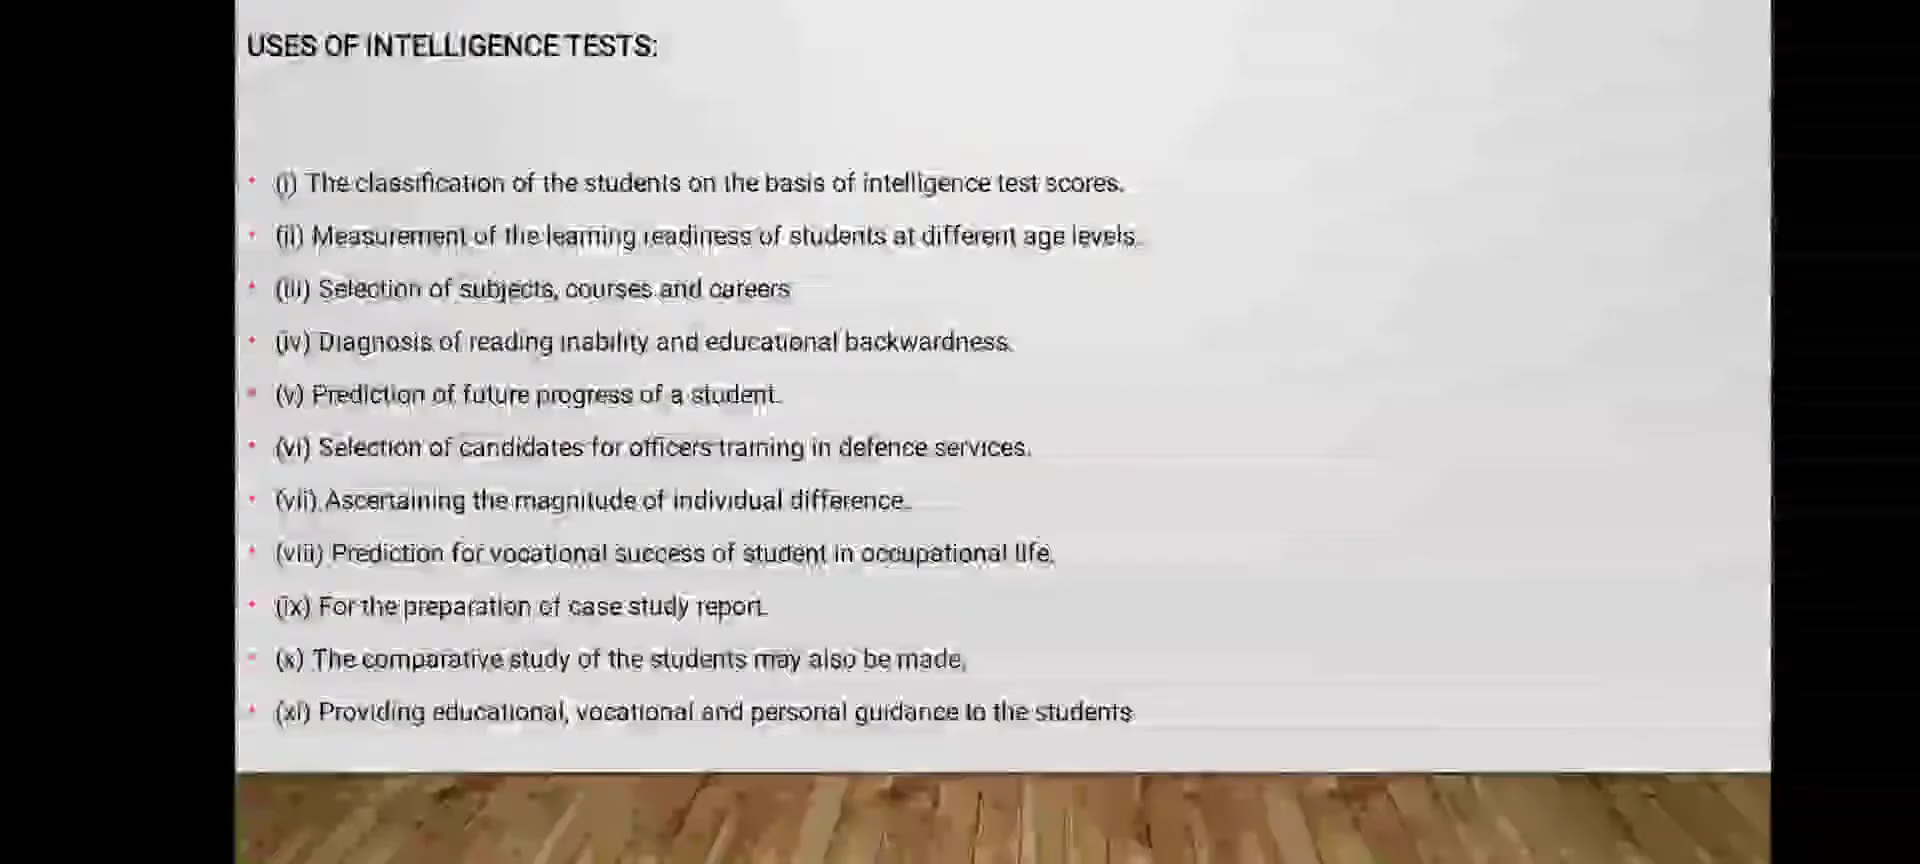 USES OF INTELLIGENCE TESTS:
• (i) The classification of the students on the basis of intelligence test scores.
• (ii) Measurement of the learning readiness of students at different age levels.
• (iii) Selection of subjects, courses and careers
• (iv) Diagnosis of reading inability and educational backwardness.
• (v) Prediction of future progress of a student.
• (vi) Selection of candidates for officers training in defence services.
• (vii) Ascertaining the magnitude of individual difference.
• (viii) Prediction for vocational success of student in occupational life.
• (ix) For the preparation of case study report.
• (x) The comparative study of the students may also be made,
• (xi) Providing educational, vocational and personal guidance to the students